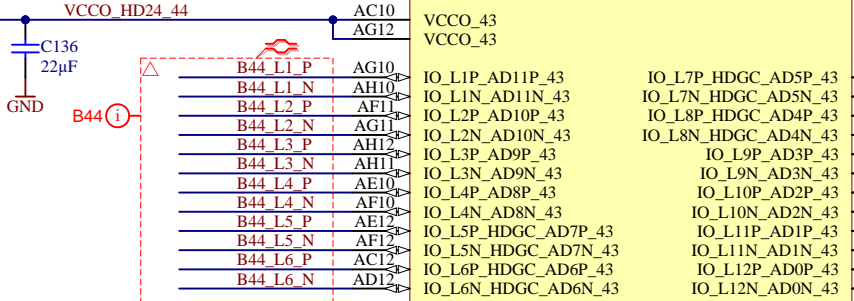 VCCO_HD24_44 AC10 VCCO_43
AG12 VCCO_43
C136
22µF
GND
B44 i
B44_L1_P AG10 IO_L1P_AD11P_43 IO_L7P_HDGC_AD5P_43
B44_L1_N AH10 IO_L1N_AD11N_43 IO_L7N_HDGC_AD5N_43
B44_L2_P AF11 IO_L2P_AD10P_43 IO_L8P_HDGC_AD4P_43
B44_L2_N AG11 IO_L2N_AD10N_43 IO_L8N_HDGC_AD4N_43
B44_L3_P AH12 IO_L3P_AD9P_43 IO_L9P_AD3P_43
B44_L3_N AH11 IO_L3N_AD9N_43 IO_L9N_AD3N_43
B44_L4_P AE10 IO_L4P_AD8P_43 IO_L10P_AD2P_43
B44_L4_N AF10 IO_L4N_AD8N_43 IO_L10N_AD2N_43
B44_L5_P AE12 IO_L5P_HDGC_AD7P_43 IO_L11P_AD1P_43
B44_L5_N AF12 IO_L5N_HDGC_AD7N_43 IO_L11N_AD1N_43
B44_L6_P AC12 IO_L6P_HDGC_AD6P_43 IO_L12P_AD0P_43
B44_L6_N AD12 IO_L6N_HDGC_AD6N_43 IO_L12N_AD0N_43